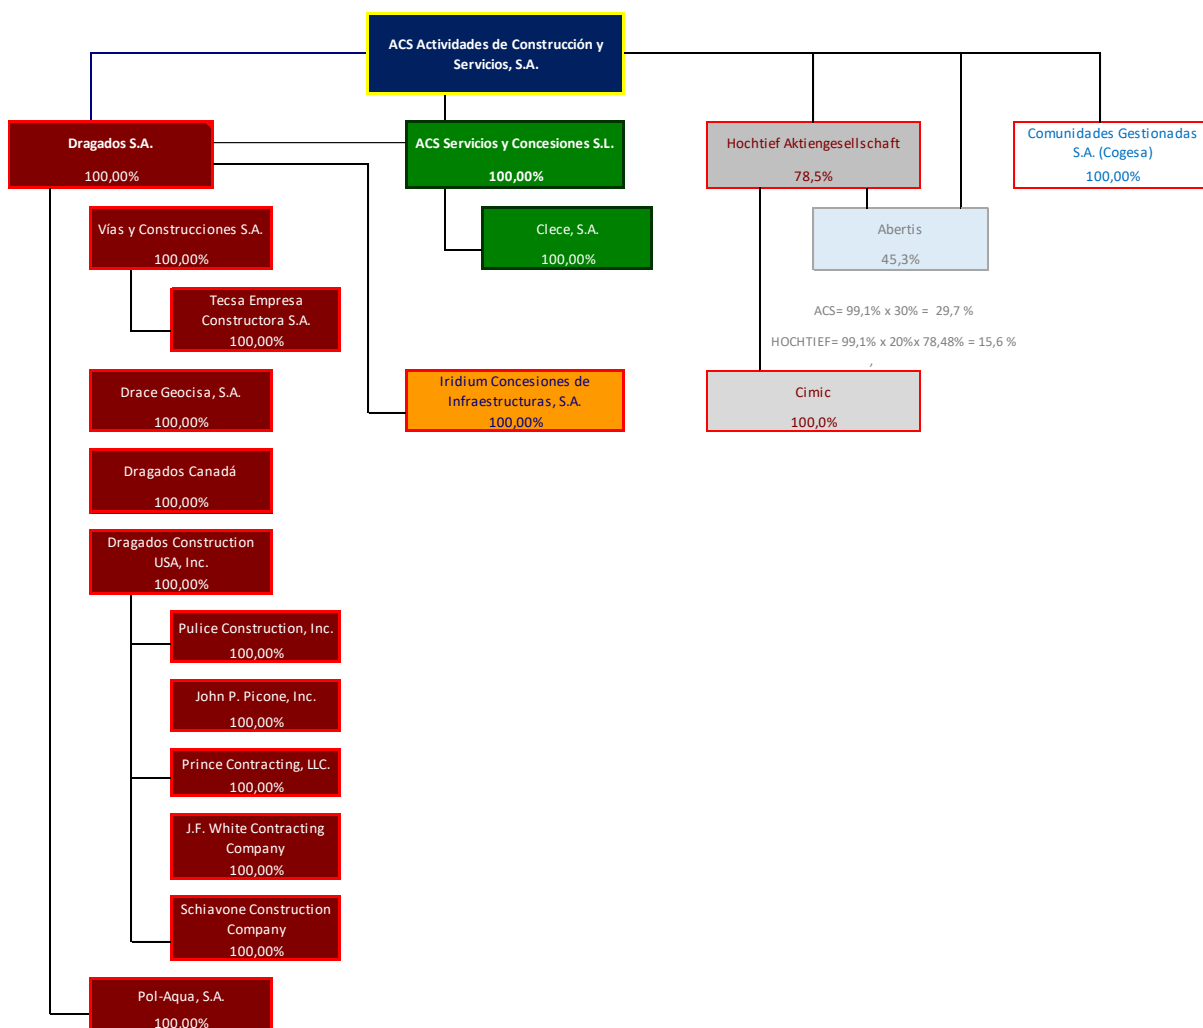 ACS Actividades de Construcción y
Servicios, S.A.
Dragados S.A.
100,00%
ACS Servicios y Concesiones S.L.
100,00%
Hochtief Aktiengesellschaft
78,5%
Comunidades Gestionadas
S.A. (Cogesa)
100,00%
Vías y Construcciones S.A.
100,00%
Clece, S.A.
100,00%
Abertis
45,3%
Tecsa Empresa
Constructora S.A.
100,00%
ACS= 99,1% x 30% = 29,7 %
HOCHTIEF= 99,1% x 20%x 78,48% = 15,6 %
,
Drace Geocisa, S.A.
100,00%
Iridium Concesiones de
Infraestructuras, S.A.
100,00%
Cimic
100,0%
Dragados Canadá
100,00%
Dragados Construction
USA, Inc.
100,00%
Pulice Construction, Inc.
100,00%
John P. Picone, Inc.
100,00%
Prince Contracting, LLC.
100,00%
J.F. White Contracting
Company
100,00%
Schiavone Construction
Company
100,00%
Pol-Aqua, S.A.
100,00%